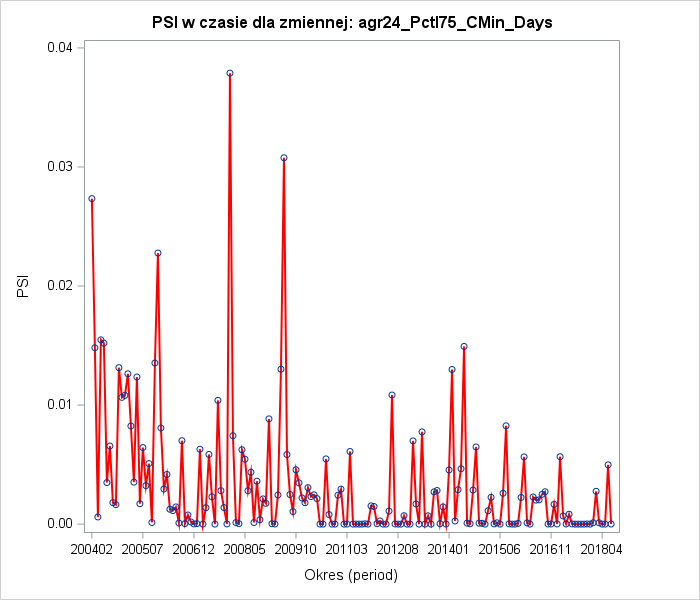 PSI w czasie dla zmiennej: agr24_Pctl75_CMin_Days
0.04
0.03
0.02
0.01
0.00
PSI
200402 200507 200612 200805 200910 201103 201208 201401 201506 201611 201804
Okres (period)